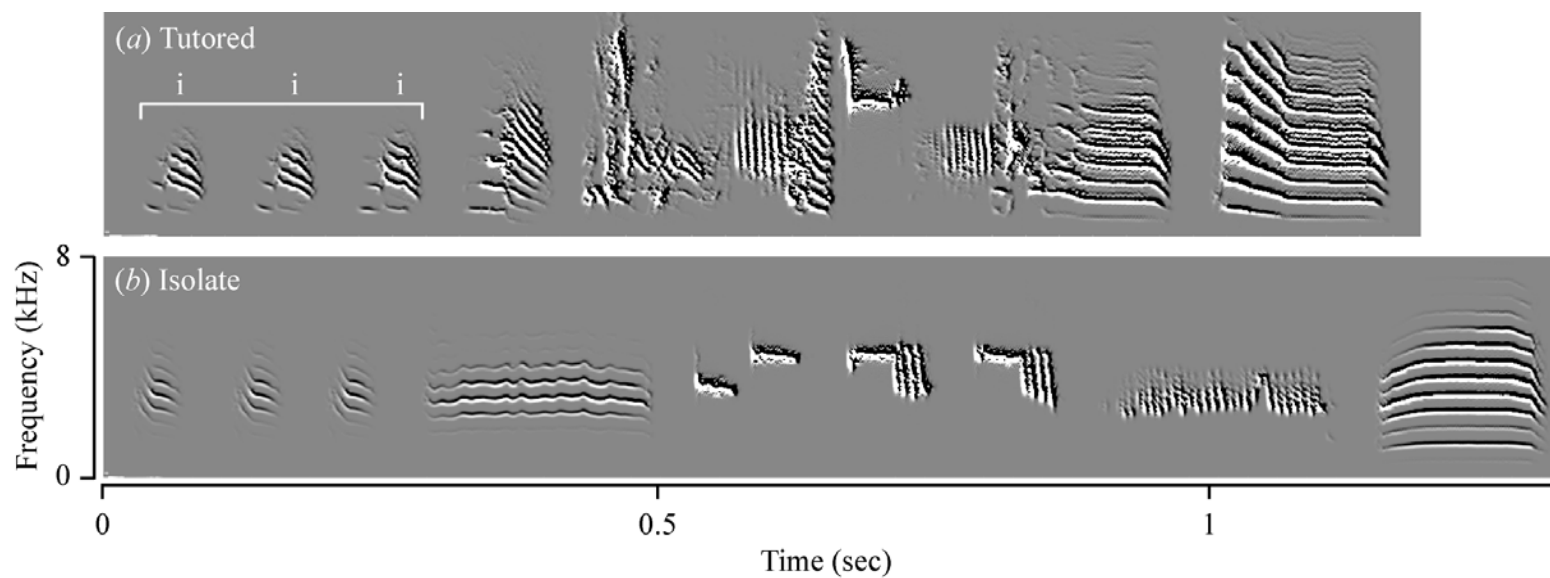 (a) Tutored
i i i
8
(b) Isolate
Frequency (kHz)
0
0 0.5 1
Time (sec)